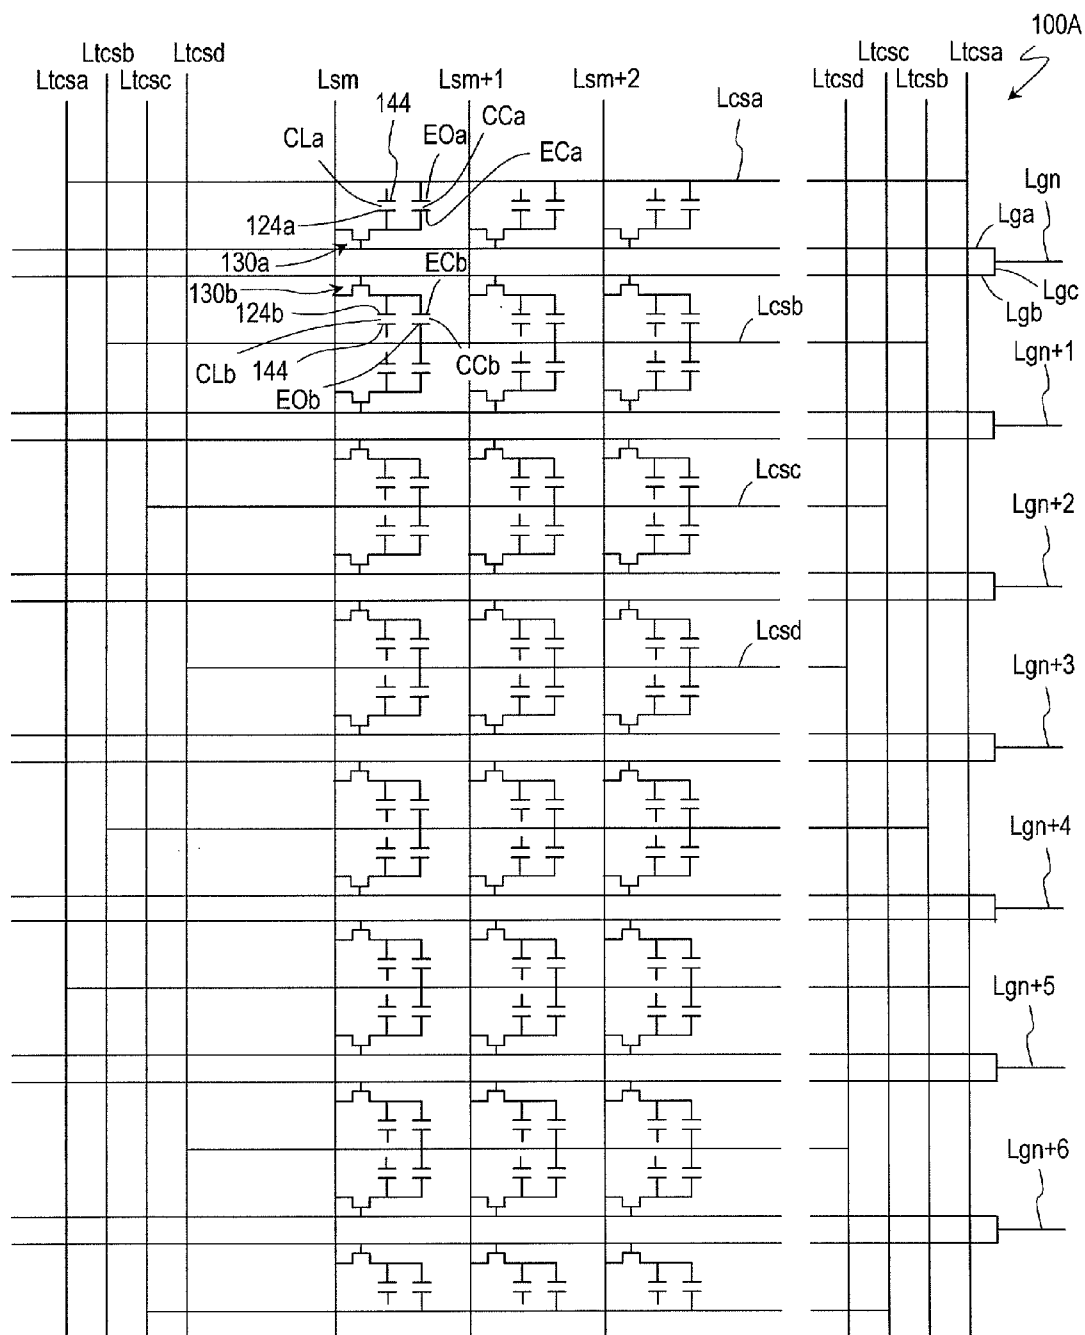 100A
Ltcsb
Ltcsd
Ltcsc
Ltcsa
Ltcsa
Ltcsc
Lsm
Lsm+1
Lsm+2
Ltcsd
Ltcsb
Lcsa
144
CCa
CLa
EOa
ECa
Lgn
124a
Lga
130a
ECb
130b
Lgc
124b
Lcsb
Lgb
Lgn+1
CLb
144
CCb
EOb
Lcsc
Lgn+2
Lcsd
Lgn+3
Lgn+4
Lgn+5
Lgn+6